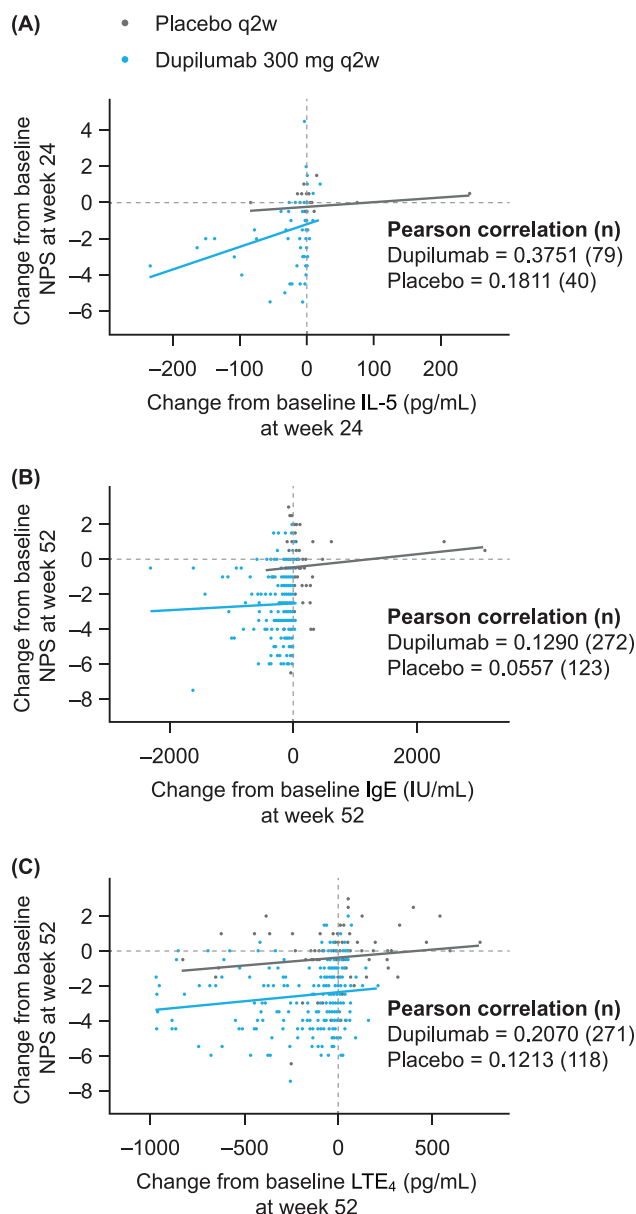 (A)
Placebo q2w
Dupilumab 300 mg q2w
Change from baseline
NPS at week 24
4
2
0
–2
–4
–6
Pearson correlation (n)
Dupilumab = 0.3751 (79)
Placebo = 0.1811 (40)
–200
–100
0
100
200
Change from baseline IL-5 (pg/mL)
at week 24
(B)
Change from baseline
NPS at week 52
2
0
–2
–4
–6
–8
Pearson correlation (n)
Dupilumab = 0.1290 (272)
Placebo = 0.0557 (123)
–2000
0
2000
Change from baseline IgE (IU/mL)
at week 52
(C)
Change from baseline
NPS at week 52
2
0
–2
–4
–6
–8
Pearson correlation (n)
Dupilumab = 0.2070 (271)
Placebo = 0.1213 (118)
–1000
–500
0
500
Change from baseline LTE₄ (pg/mL)
at week 52